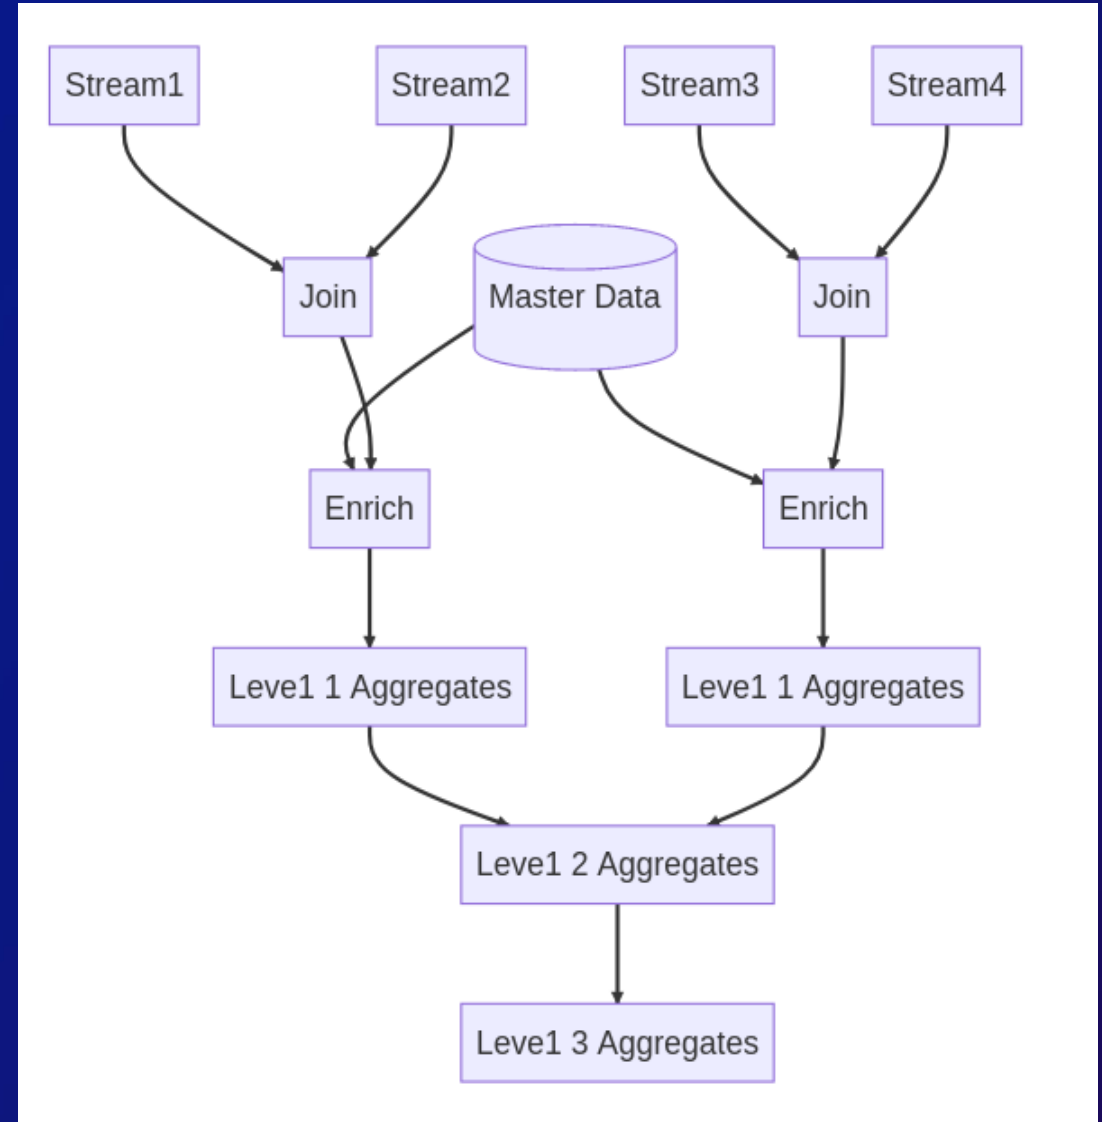 Stream1
Stream2
Stream3
Stream4
Join
Master Data
Join
Enrich
Enrich
Leve1 1 Aggregates
Leve1 1 Aggregates
Leve1 2 Aggregates
Leve1 3 Aggregates